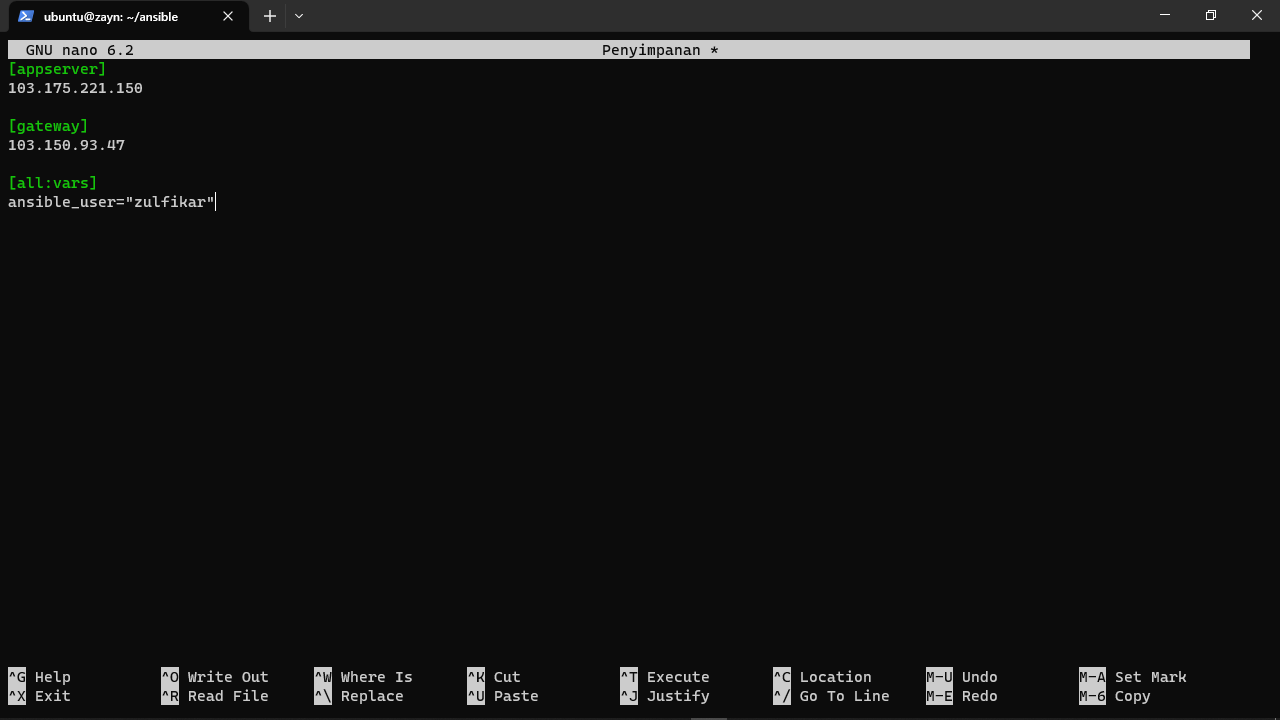 ubuntu@zayn: ~/ansible
GNU nano 6.2 Penyimpanan *
[appserver]
103.175.221.150
[gateway]
103.150.93.47
[all:vars]
ansible_user="zulfikar"
^G Help ^O Write Out ^W Where Is ^K Cut ^T Execute ^C Location M-U Undo M-A Set Mark
^X Exit ^R Read File ^\ Replace ^U Paste ^J Justify ^/ Go To Line M-E Redo M-6 Copy